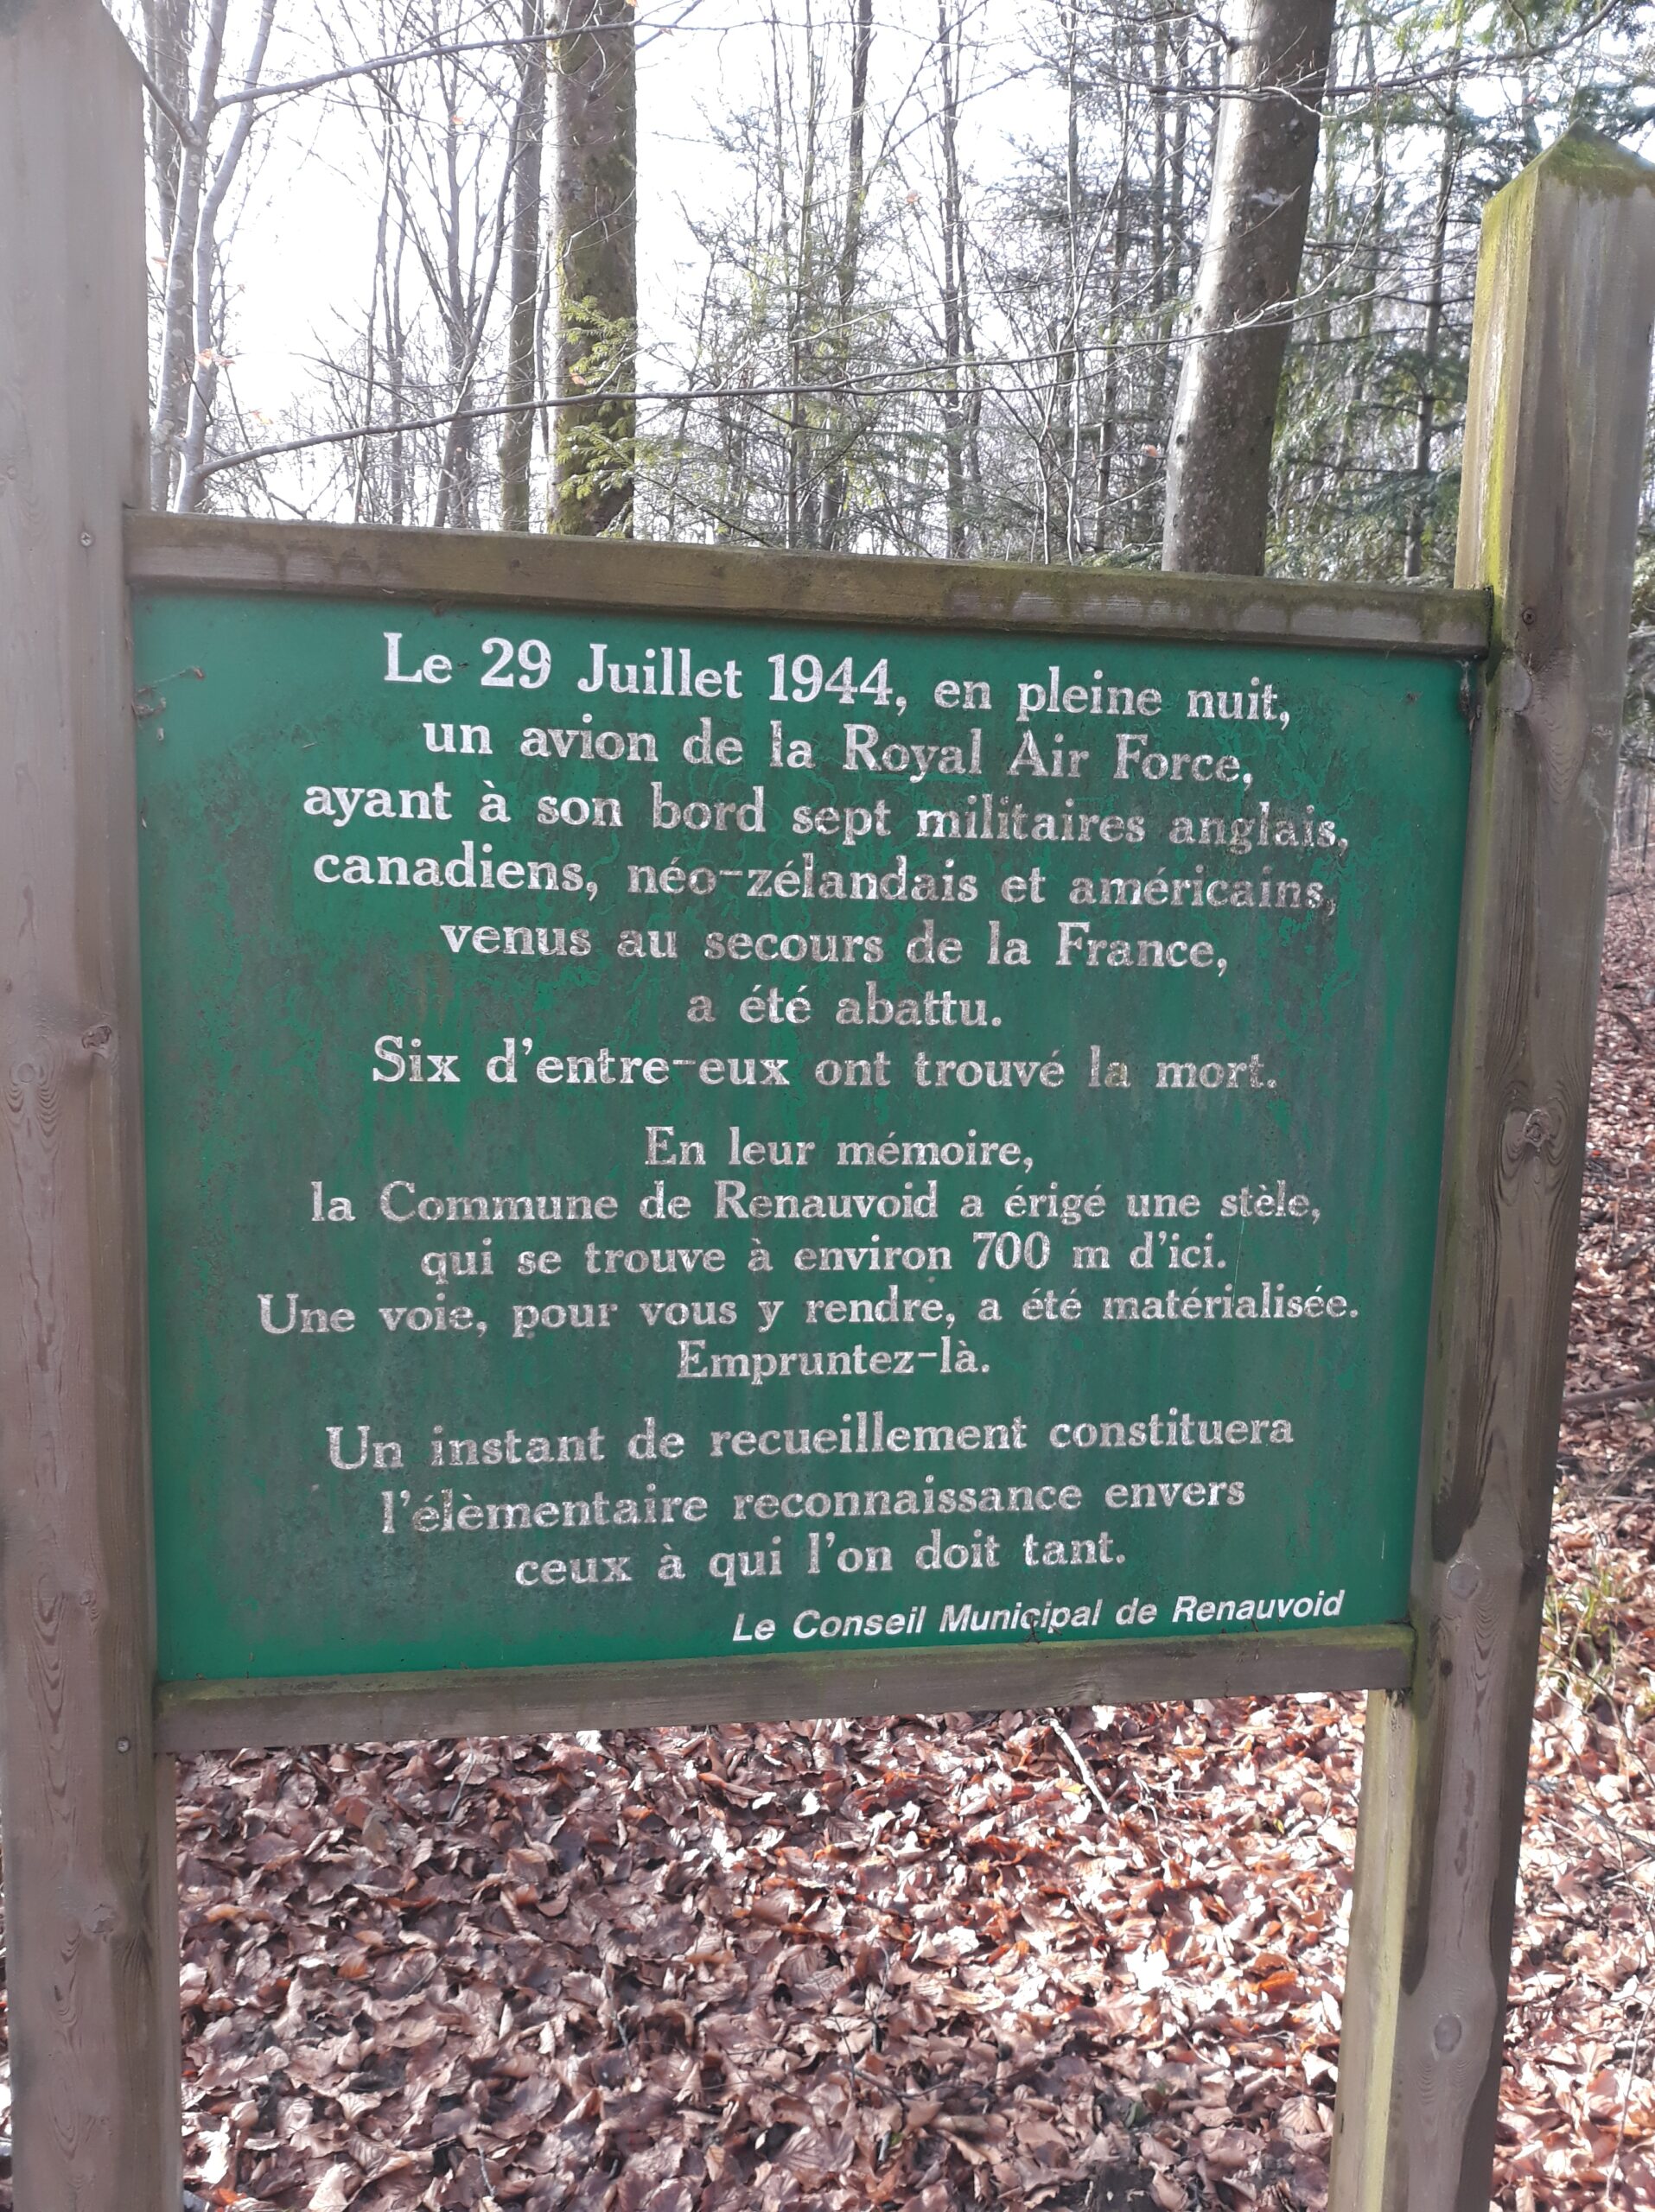 Le 29 Juillet 1944, en pleine nuit,
un avion de la Royal Air Force,
ayant à son bord sept militaires anglais,
canadiens, néo-zélandais et américains,
venus au secours de la France,
a été abattu.
Six d'entre-eux ont trouvé la mort.
En leur mémoire,
la Commune de Renauvoid a érigé une stèle,
qui se trouve à environ 700 m d'ici.
Une voie, pour vous y rendre, a été matérialisée.
Empruntez-là.
Un instant de recueillement constituera
l'élèmentaire reconnaissance envers
ceux à qui l'on doit tant.
Le Conseil Municipal de Renauvoid